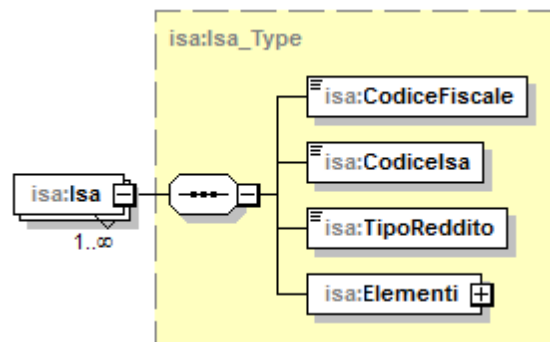 isa:Isa_Type
isa:CodiceFiscale
isa:CodiceIsa
isa:Isa
1..∞
isa:TipoReddito
isa:Elementi